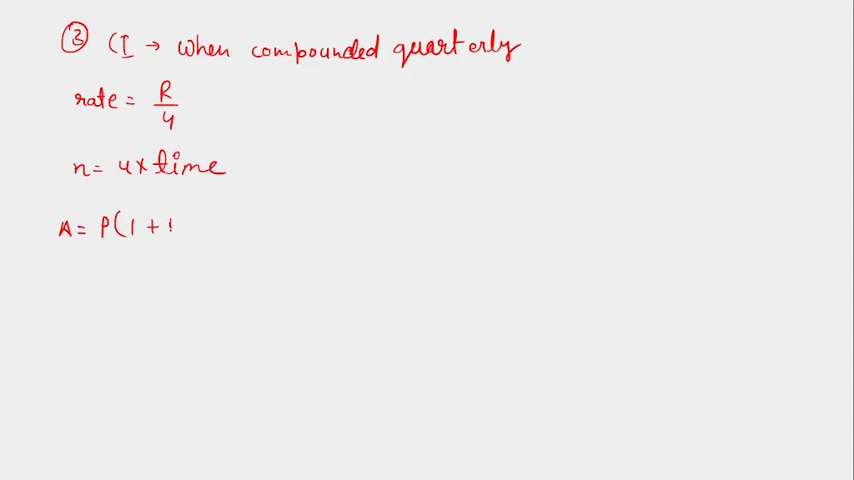 ③ CI → when compounded quarterly
rate = R/4
n = 4 × time
A = P(1 +